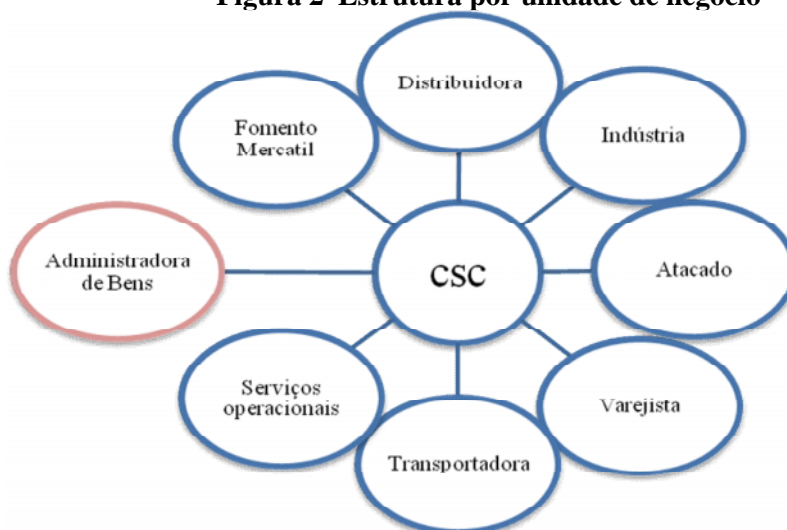 Figura 2 Estrutura por unidade de negócio
Distribuidora
Fomento
Mercatil
Indústria
Administradora
de Bens
CSC
Atacado
Serviços
operacionais
Varejista
Transportadora